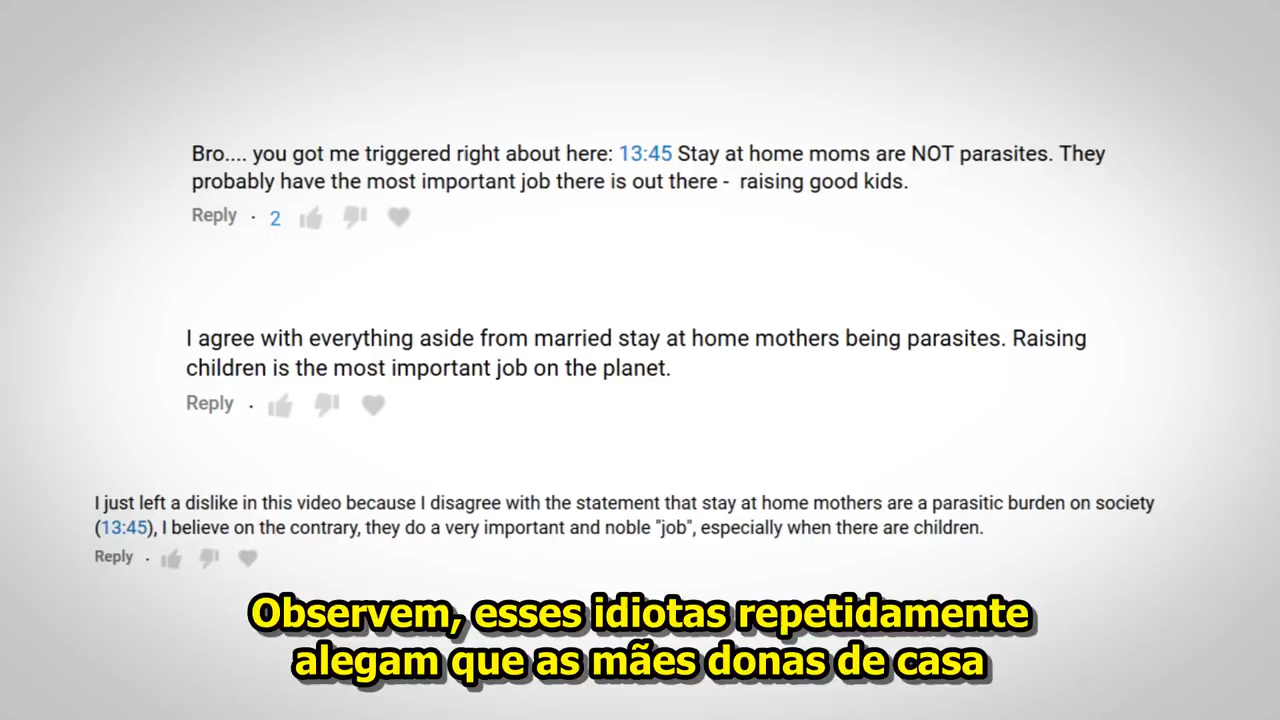 Bro.... you got me triggered right about here: 13:45 Stay at home moms are NOT parasites. They
probably have the most important job there is out there - raising good kids.
Reply · 2
I agree with everything aside from married stay at home mothers being parasites. Raising
children is the most important job on the planet.
Reply ·
I just left a dislike in this video because I disagree with the statement that stay at home mothers are a parasitic burden on society
(13:45), I believe on the contrary, they do a very important and noble "job", especially when there are children.
Reply ·
Observem, esses idiotas repetidamente
alegam que as mães donas de casa